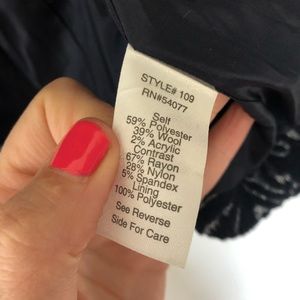 STYLE# 109
RN#54077
Self
59% Polyester
39% Wool
2% Acrylic
Contrast
67% Rayon
28% Nylon
5% Spandex
Lining
100% Polyester
See Reverse
Side For Care